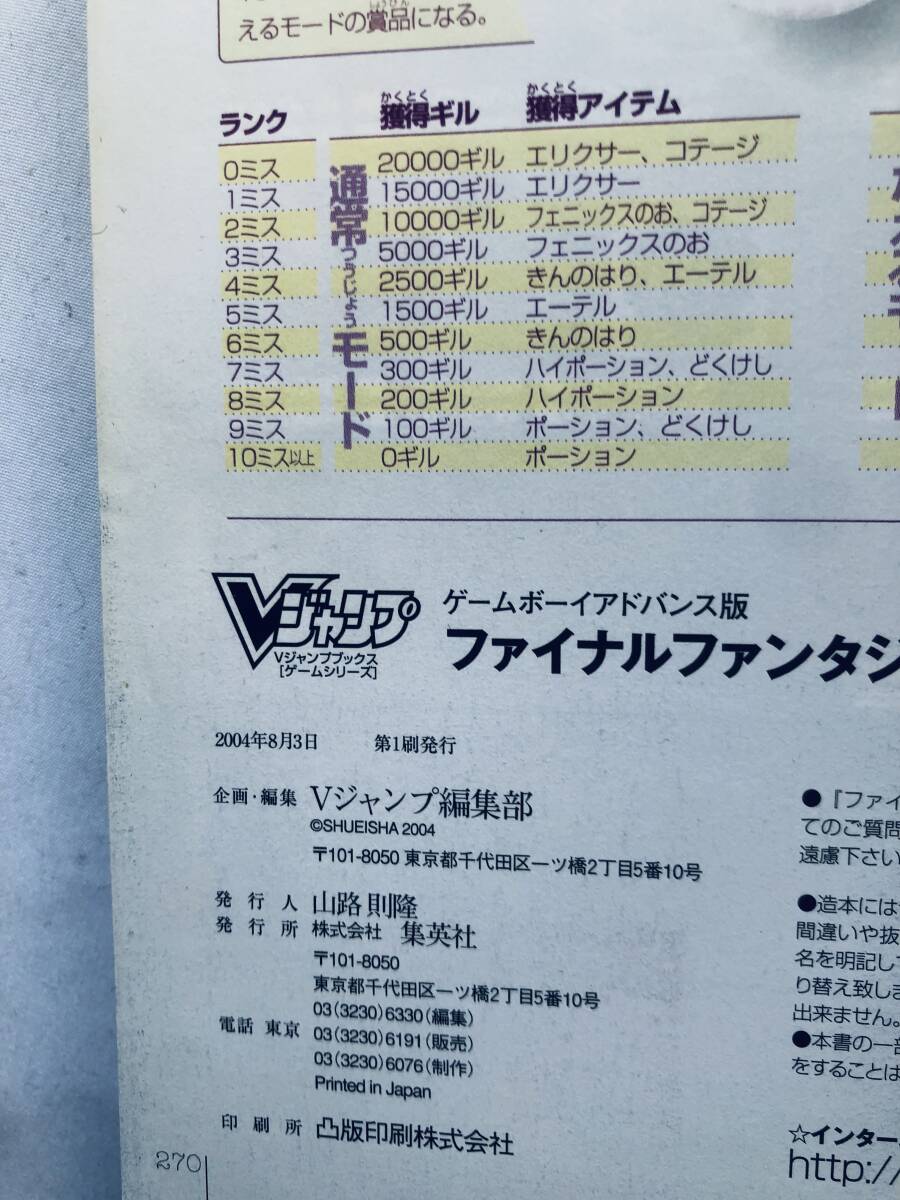 えるモードの賞品になる。
しょうひん
ランク
かくとく
獲得ギル
かくとく
獲得アイテム
通常モード
つうじょう
0ミス 20000ギル エリクサー、コテージ
1ミス 15000ギル エリクサー
2ミス 10000ギル フェニックスのお、コテージ
3ミス 5000ギル フェニックスのお
4ミス 2500ギル きんのはり、エーテル
5ミス 1500ギル エーテル
6ミス 500ギル きんのはり
7ミス 300ギル ハイポーション、どくけし
8ミス 200ギル ハイポーション
9ミス 100ギル ポーション、どくけし
10ミス以上 0ギル ポーション
Vジャンプ
Vジャンプブックス
[ゲームシリーズ]
ゲームボーイアドバンス版
ファイナルファンタジ
2004年8月3日 第1刷発行
企画・編集 Vジャンプ編集部
©SHUEISHA 2004
〒101-8050 東京都千代田区一ツ橋2丁目5番10号
発行人 山路則隆
発行所 株式会社 集英社
〒101-8050
東京都千代田区一ツ橋2丁目5番10号
電話 東京 03(3230)6330(編集)
03(3230)6191(販売)
03(3230)6076(制作)
Printed in Japan
印刷所 凸版印刷株式会社
270
●『ファイ
てのご質問
遠慮下さい
●造本には
間違いや抜
名を明記し
り替え致しま
出来ません。
●本書の一部
をすることは
☆インター
http://